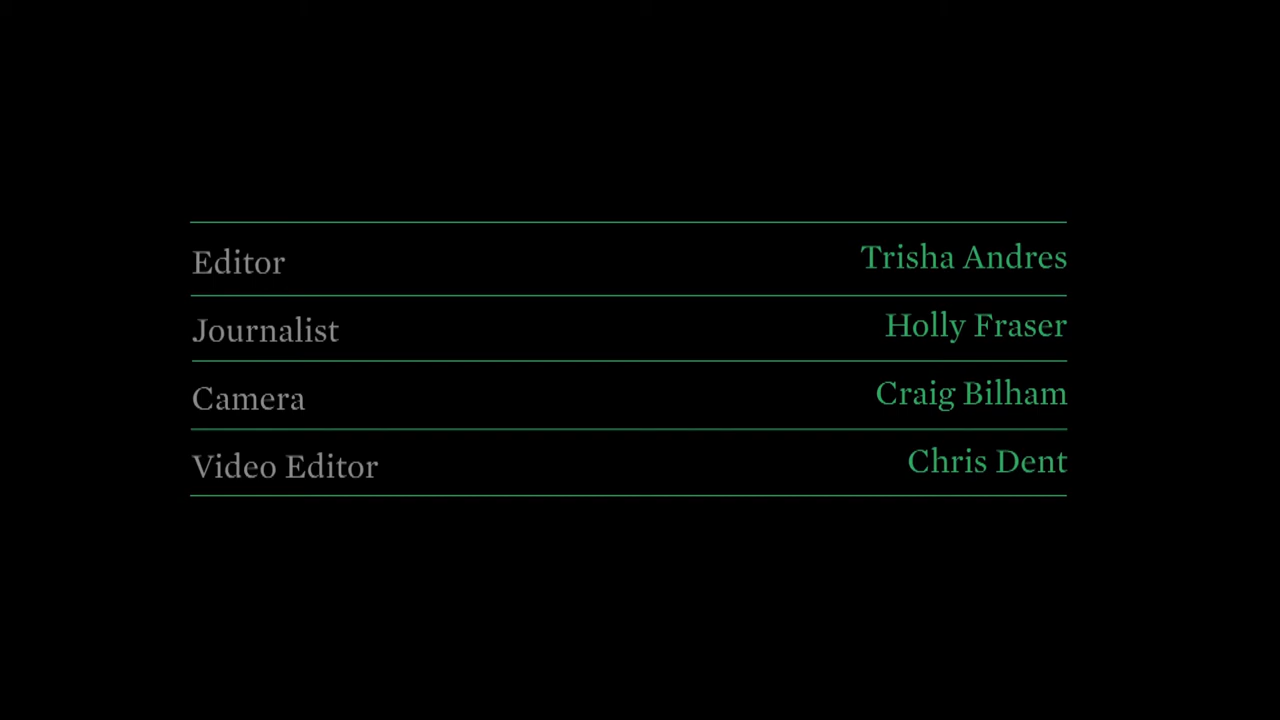 Editor Trisha Andres
Journalist Holly Fraser
Camera Craig Bilham
Video Editor Chris Dent